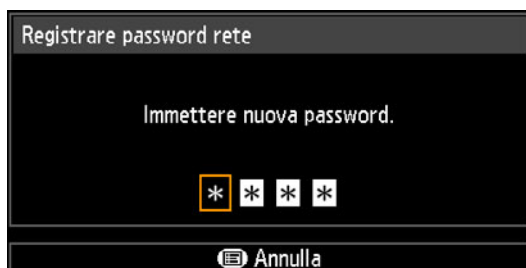 Registrare password rete
Immettere nuova password.
* * * *
Annulla